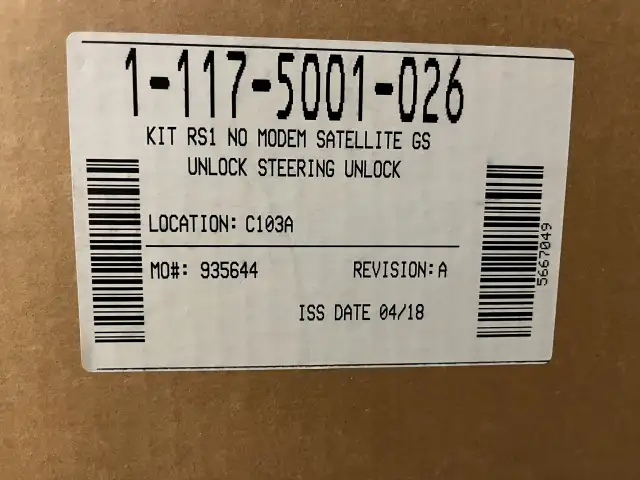 1-117-5001-026
KIT RS1 NO MODEM SATELLITE GS
UNLOCK STEERING UNLOCK
LOCATION: C103A
MO#: 935644 REVISION: A
ISS DATE 04/18
5667049